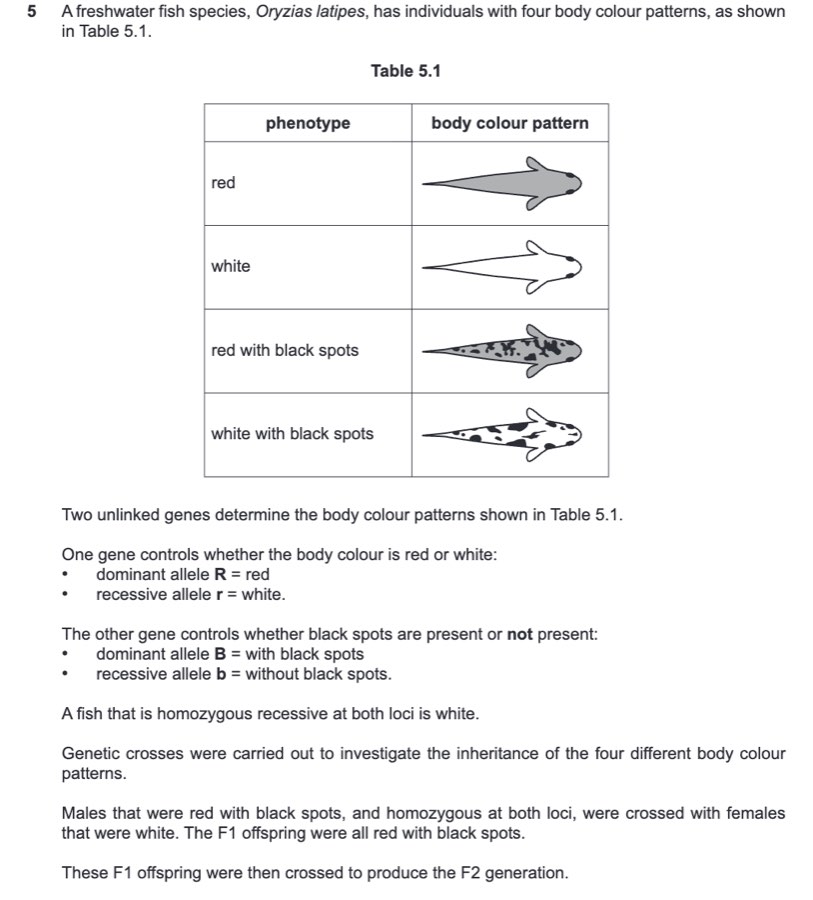 5 A freshwater fish species, Oryzias latipes, has individuals with four body colour patterns, as shown
in Table 5.1.
Table 5.1
phenotype body colour pattern
red
white
red with black spots
white with black spots
Two unlinked genes determine the body colour patterns shown in Table 5.1.
One gene controls whether the body colour is red or white:
• dominant allele R = red
• recessive allele r = white.
The other gene controls whether black spots are present or not present:
• dominant allele B = with black spots
• recessive allele b = without black spots.
A fish that is homozygous recessive at both loci is white.
Genetic crosses were carried out to investigate the inheritance of the four different body colour
patterns.
Males that were red with black spots, and homozygous at both loci, were crossed with females
that were white. The F1 offspring were all red with black spots.
These F1 offspring were then crossed to produce the F2 generation.